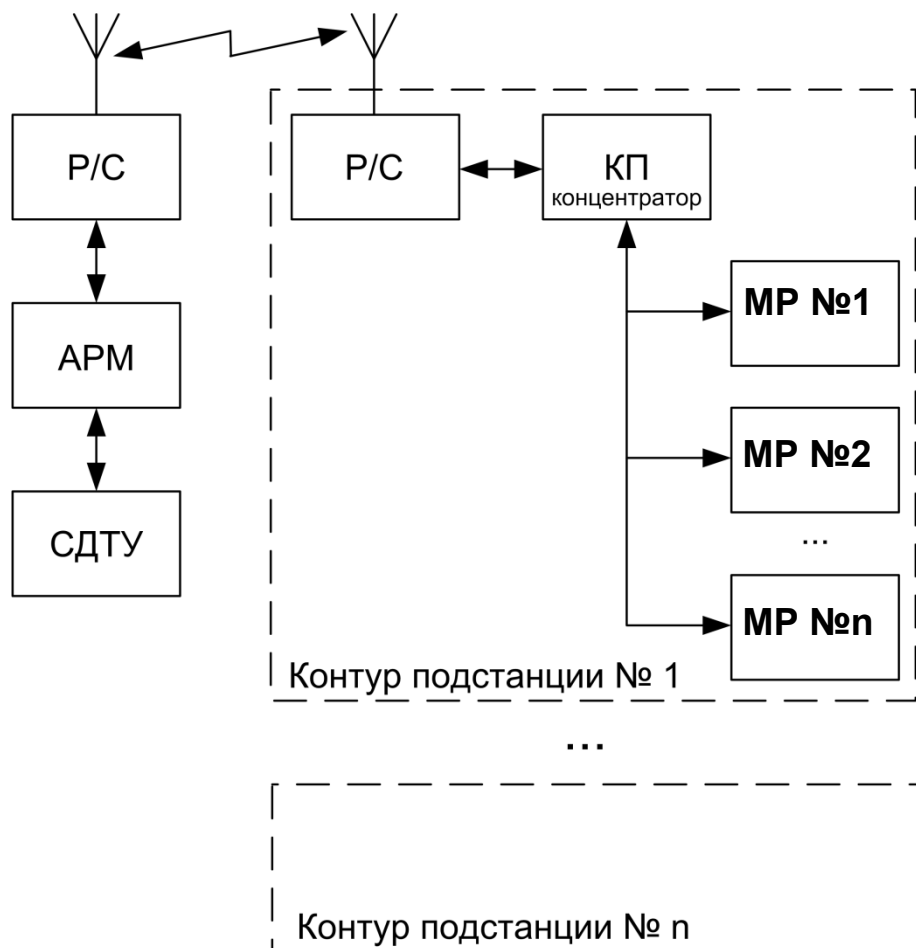 Р/С
Р/С
КП
концентратор
МР №1
АРМ
МР №2
СДТУ
...
МР №n
Контур подстанции № 1
...
Контур подстанции № n